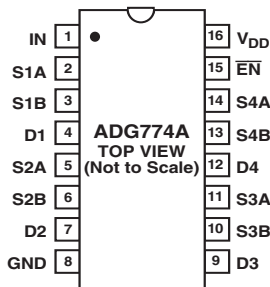 IN 1 16 VDD
S1A 2 15 EN
S1B 3 14 S4A
D1 4 ADG774A 13 S4B
TOP VIEW
S2A 5 (Not to Scale) 12 D4
S2B 6 11 S3A
D2 7 10 S3B
GND 8 9 D3